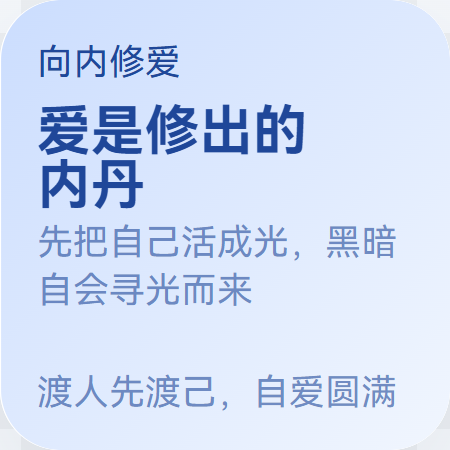 向内修爱
爱是修出的
内丹
先把自己活成光，黑暗
自会寻光而来
渡人先渡己，自爱圆满